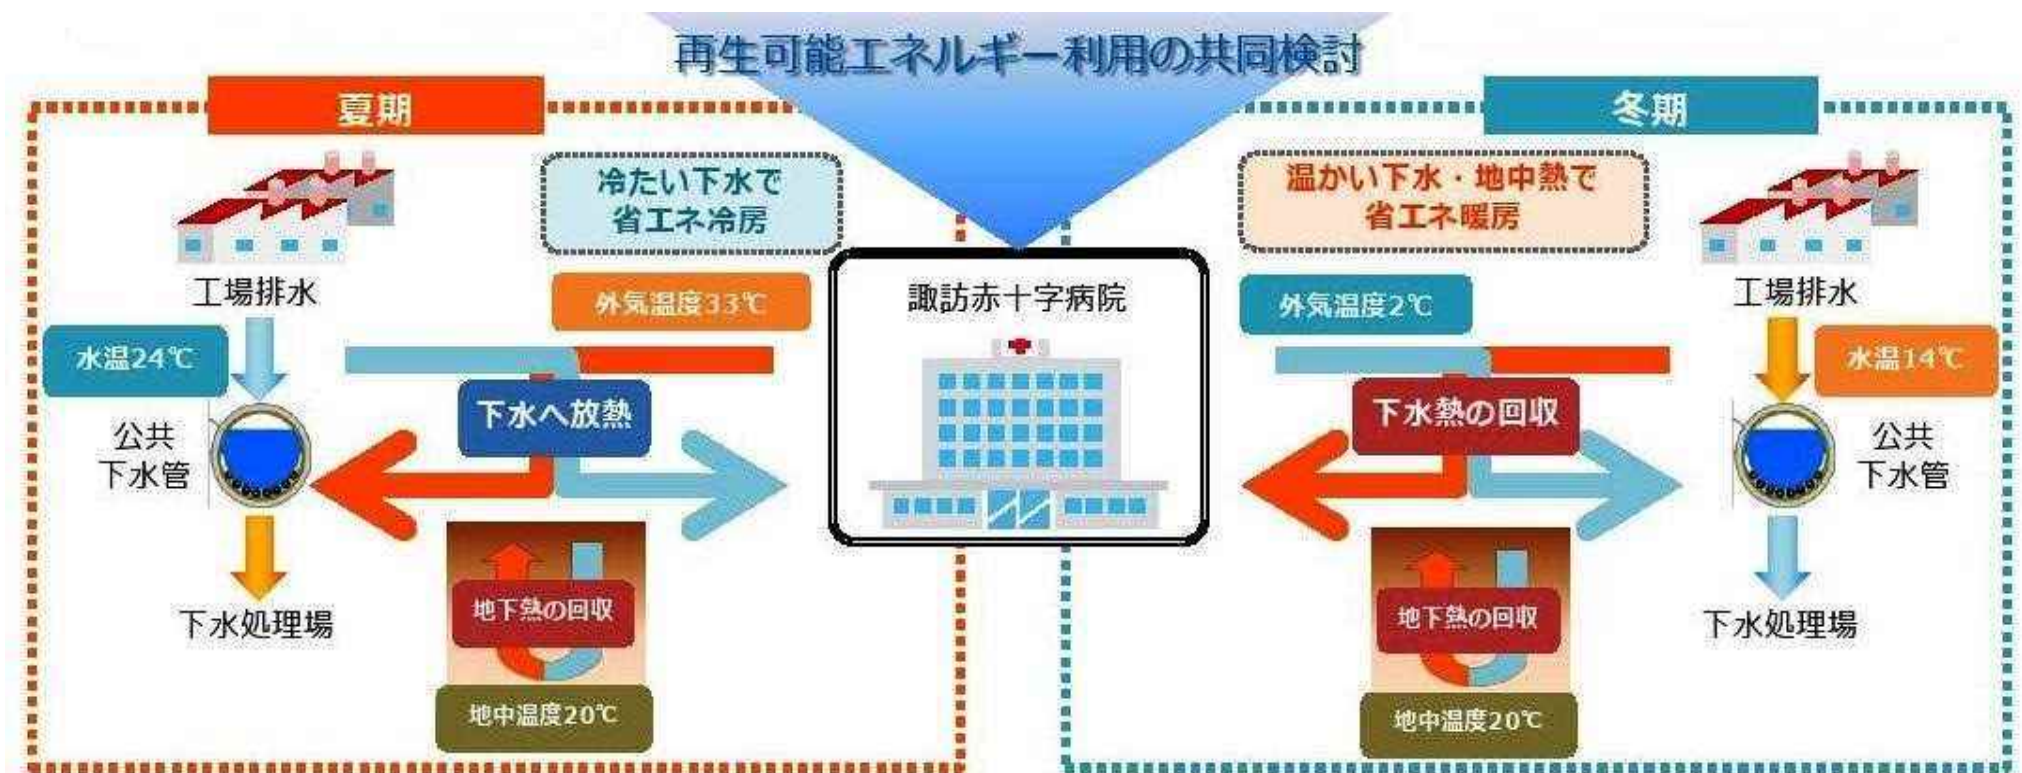 再生可能エネルギー利用の共同検討
夏期
冷たい下水で
省エネ冷房
工場排水
外気温度33℃
水温24℃
下水へ放熱
公共
下水管
地下熱の回収
下水処理場
地中温度20℃
諏訪赤十字病院
冬期
温かい下水・地中熱で
省エネ暖房
工場排水
外気温度2℃
水温14℃
下水熱の回収
公共
下水管
地下熱の回収
下水処理場
地中温度20℃